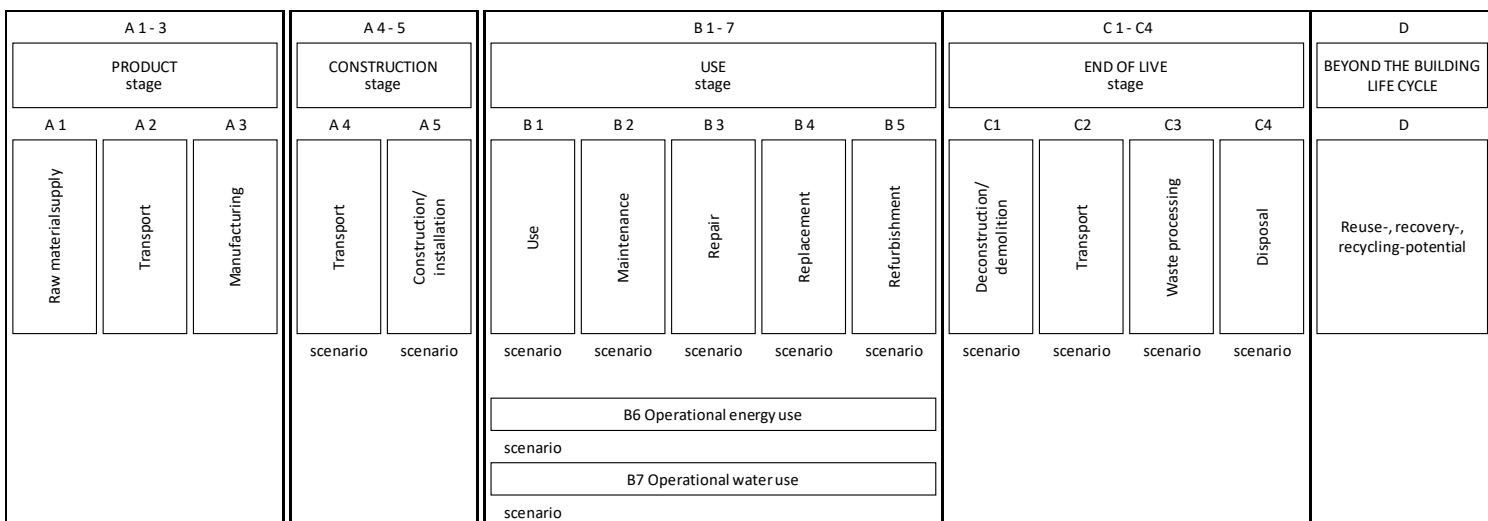 A 1 - 3
A 4 - 5
B 1 - 7
C 1 - C4
D
PRODUCT
stage
CONSTRUCTION
stage
USE
stage
END OF LIVE
stage
BEYOND THE BUILDING
LIFE CYCLE
A 1
A 2
A 3
A 4
A 5
B 1
B 2
B 3
B 4
B 5
C1
C2
C3
C4
D
Raw material supply
Transport
Manufacturing
Transport
Construction/
installation
Use
Maintenance
Repair
Replacement
Refurbishment
Deconstruction/
demolition
Transport
Waste processing
Disposal
Reuse-, recovery-,
recycling-potential
scenario
scenario
scenario
scenario
scenario
scenario
scenario
scenario
scenario
scenario
scenario
B6 Operational energy use
scenario
B7 Operational water use
scenario